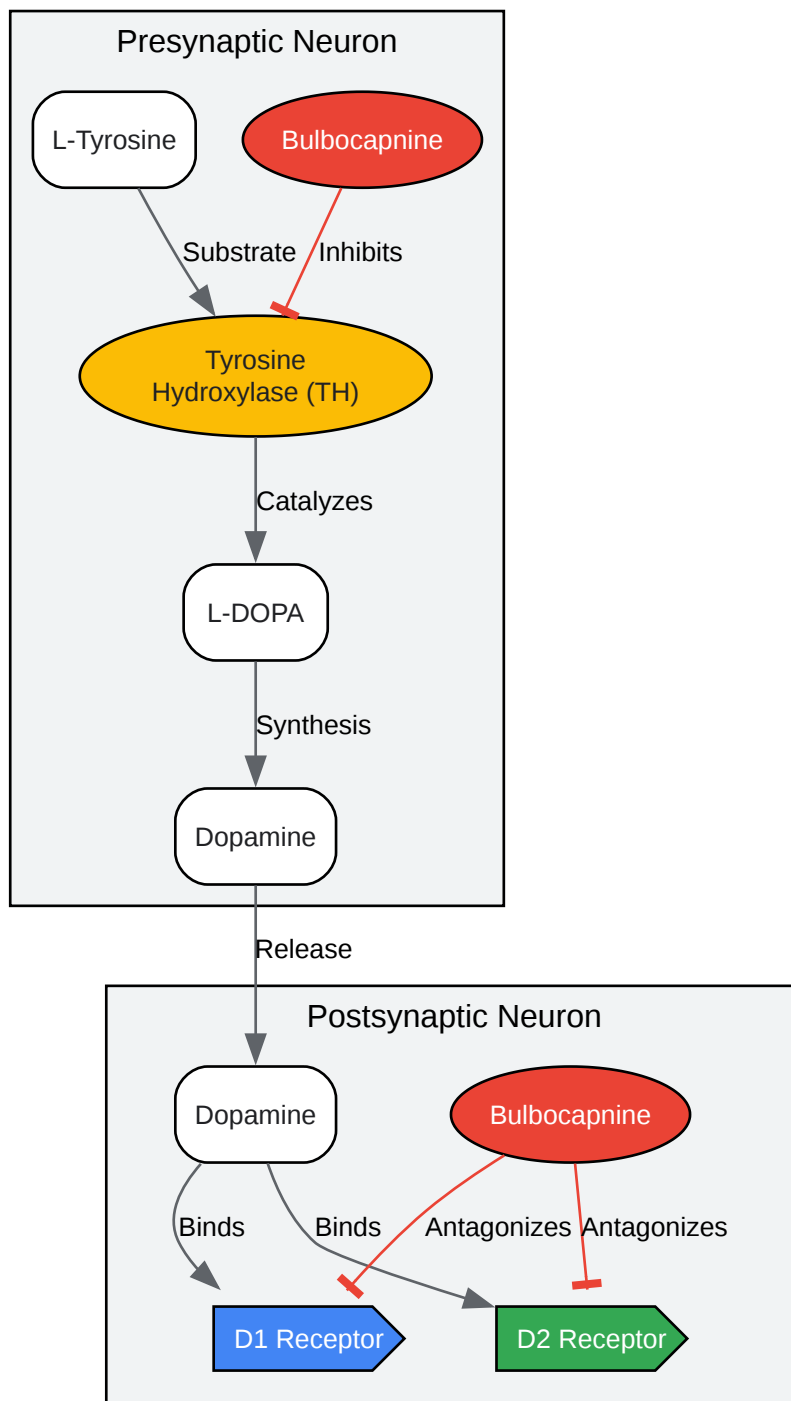 Presynaptic Neuron
L-Tyrosine
Bulbocapnine
Substrate
Inhibits
Tyrosine
Hydroxylase (TH)
Catalyzes
L-DOPA
Synthesis
Dopamine
Release
Postsynaptic Neuron
Dopamine
Bulbocapnine
Binds
Binds
Antagonizes
Antagonizes
D1 Receptor
D2 Receptor